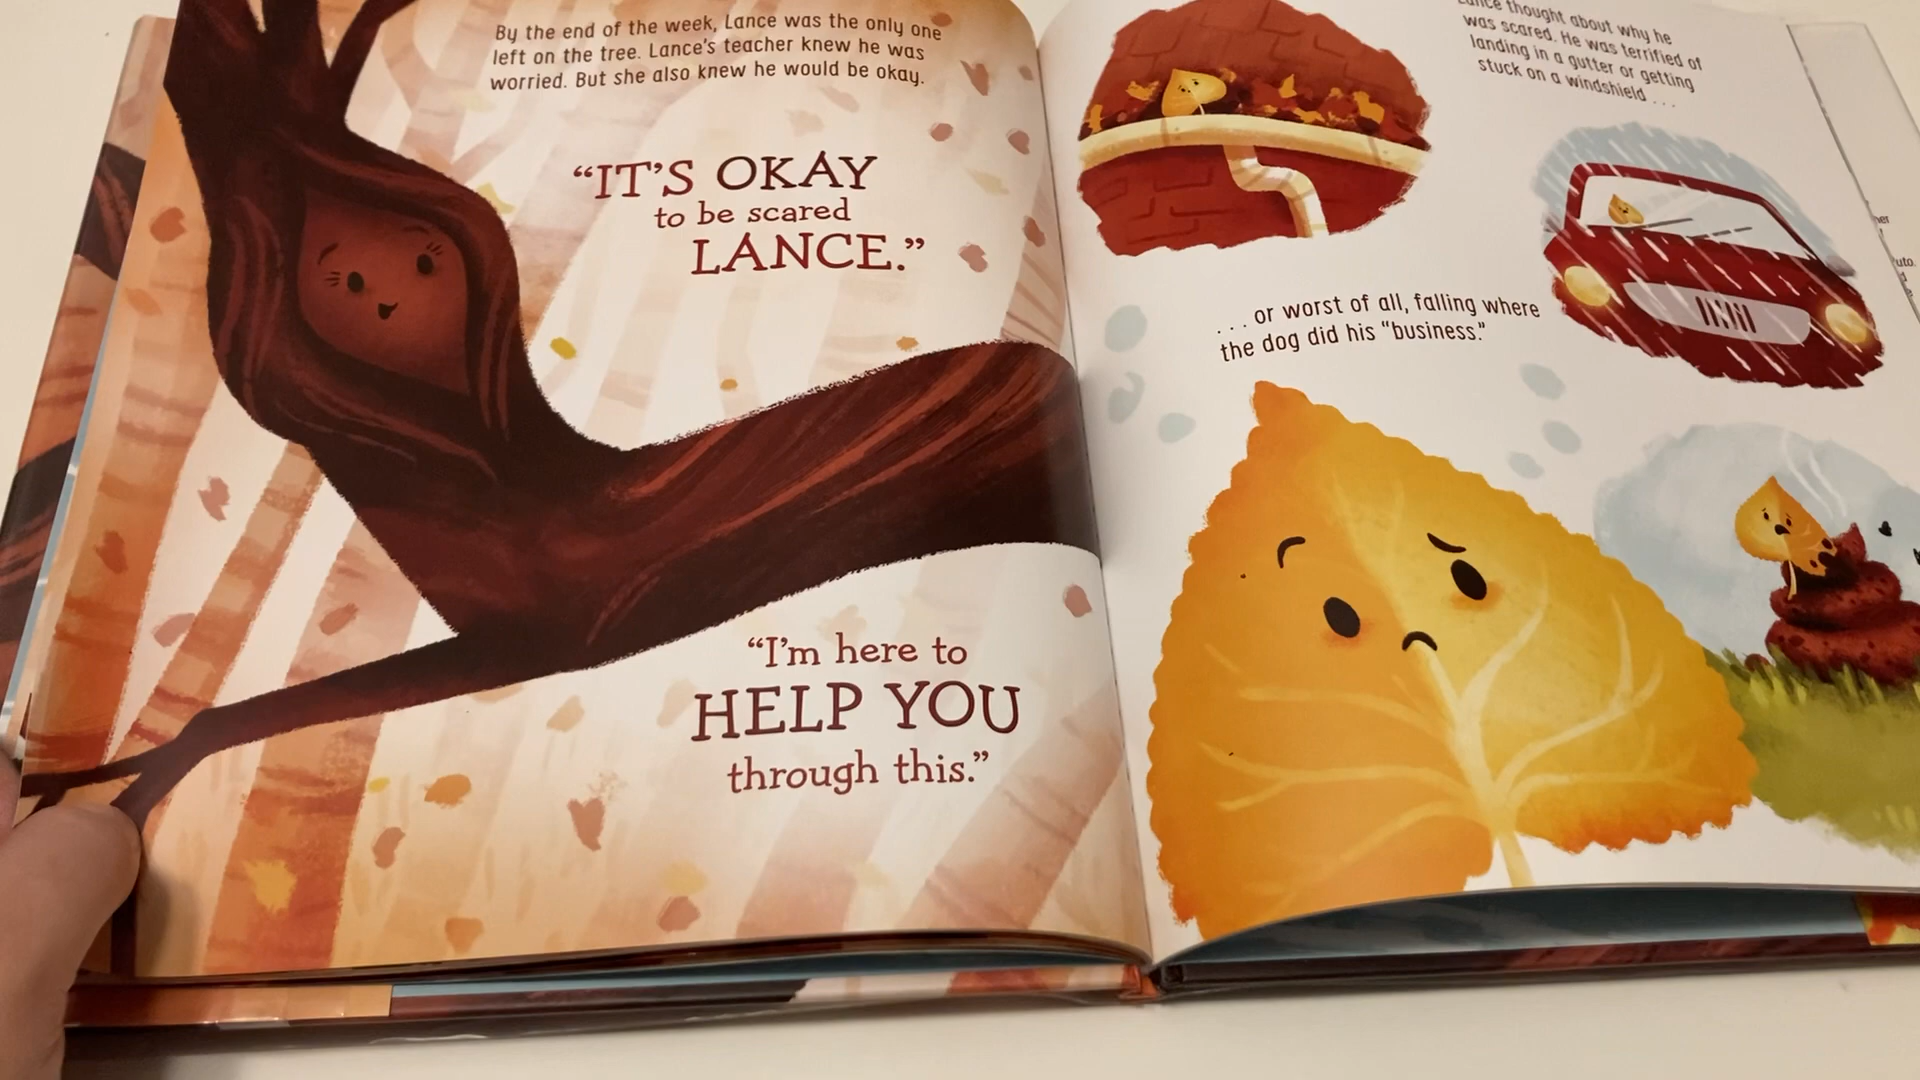 By the end of the week, Lance was the only one
left on the tree. Lance's teacher knew he was
worried. But she also knew he would be okay.
“IT'S OKAY
to be scared
LANCE.”
“I'm here to
HELP YOU
through this.”
Lance thought about why he
was scared. He was terrified of
landing in a gutter or getting
stuck on a windshield . . .
. . . or worst of all, falling where
the dog did his "business."